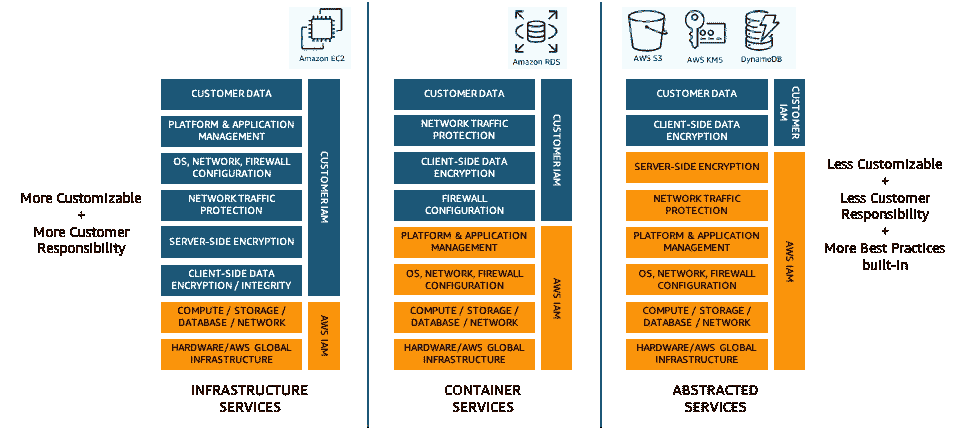 Amazon EC2
Amazon RDS
AWS S3
AWS KMS
DynamoDB
More Customizable
+
More Customer
Responsibility
CUSTOMER DATA
PLATFORM & APPLICATION
MANAGEMENT
OS, NETWORK, FIREWALL
CONFIGURATION
NETWORK TRAFFIC
PROTECTION
SERVER-SIDE ENCRYPTION
CLIENT-SIDE DATA
ENCRYPTION / INTEGRITY
COMPUTE / STORAGE /
DATABASE / NETWORK
HARDWARE/AWS GLOBAL
INFRASTRUCTURE
CUSTOMER IAM
AWS IAM
INFRASTRUCTURE
SERVICES
CUSTOMER DATA
NETWORK TRAFFIC
PROTECTION
CLIENT-SIDE DATA
ENCRYPTION
FIREWALL
CONFIGURATION
PLATFORM & APPLICATION
MANAGEMENT
OS, NETWORK, FIREWALL
CONFIGURATION
COMPUTE / STORAGE /
DATABASE / NETWORK
HARDWARE/AWS GLOBAL
INFRASTRUCTURE
CUSTOMER IAM
AWS IAM
CONTAINER
SERVICES
CUSTOMER DATA
CLIENT-SIDE DATA
ENCRYPTION
SERVER-SIDE ENCRYPTION
NETWORK TRAFFIC
PROTECTION
PLATFORM & APPLICATION
MANAGEMENT
OS, NETWORK, FIREWALL
CONFIGURATION
COMPUTE / STORAGE /
DATABASE / NETWORK
HARDWARE/AWS GLOBAL
INFRASTRUCTURE
CUSTOMER
IAM
AWS IAM
ABSTRACTED
SERVICES
Less Customizable
+
Less Customer
Responsibility
+
More Best Practices
built-in